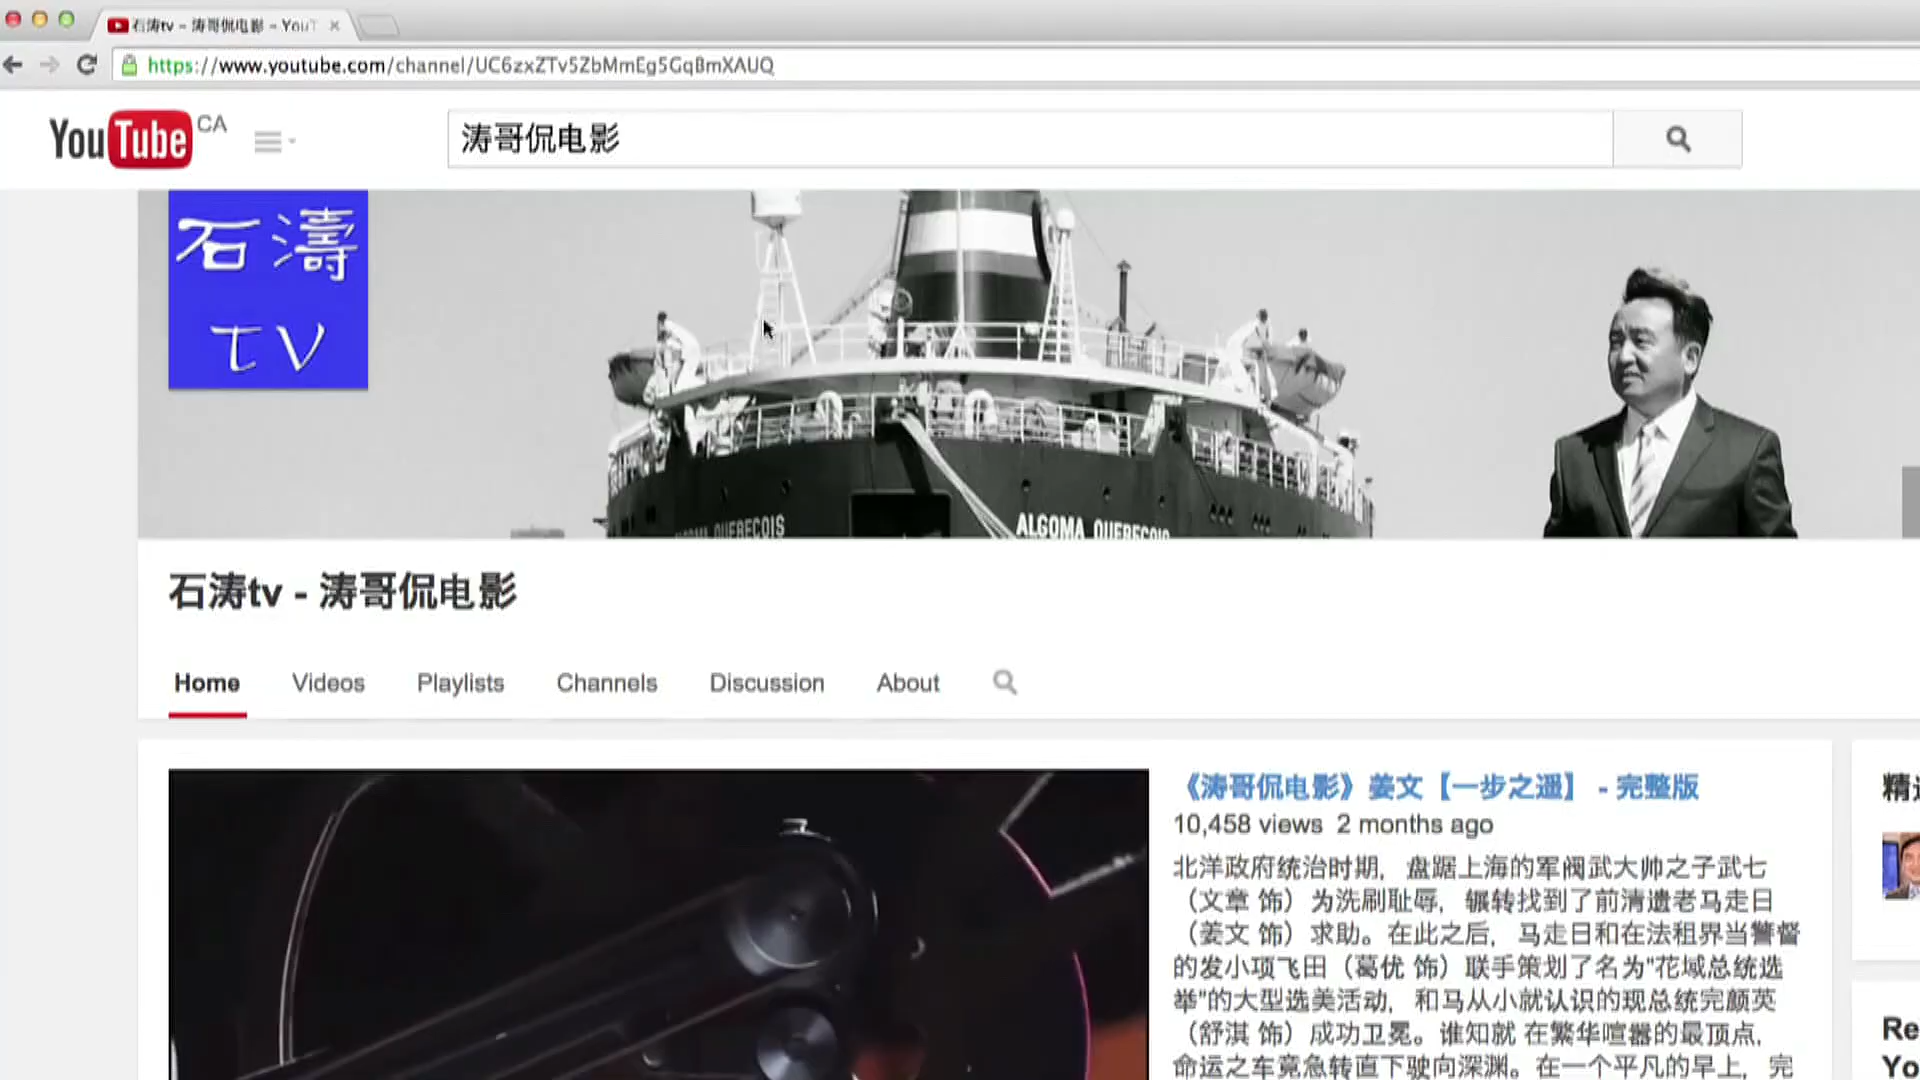 石涛tv - 涛哥侃电影 - YouT
https://www.youtube.com/channel/UC6zxZTv5ZbMmEg5GqBmXAUQ
YouTube CA
涛哥侃电影
石濤
TV
ALGOMA QUEBECOIS
石涛tv - 涛哥侃电影
Home Videos Playlists Channels Discussion About
《涛哥侃电影》姜文【一步之遥】 - 完整版
10,458 views 2 months ago
北洋政府统治时期，盘踞上海的军阀武大帅之子武七
（文章 饰）为洗刷耻辱，辗转找到了前清遗老马走日
（姜文 饰）求助。在此之后，马走日和在法租界当警督
的发小项飞田（葛优 饰）联手策划了名为"花域总统选
举"的大型选美活动，和马从小就认识的现总统完颜英
（舒淇 饰）成功卫冕。谁知就 在繁华喧嚣的最顶点，
命运之车竟急转直下驶向深渊。在一个平凡的早上，完
精
Re
Yo